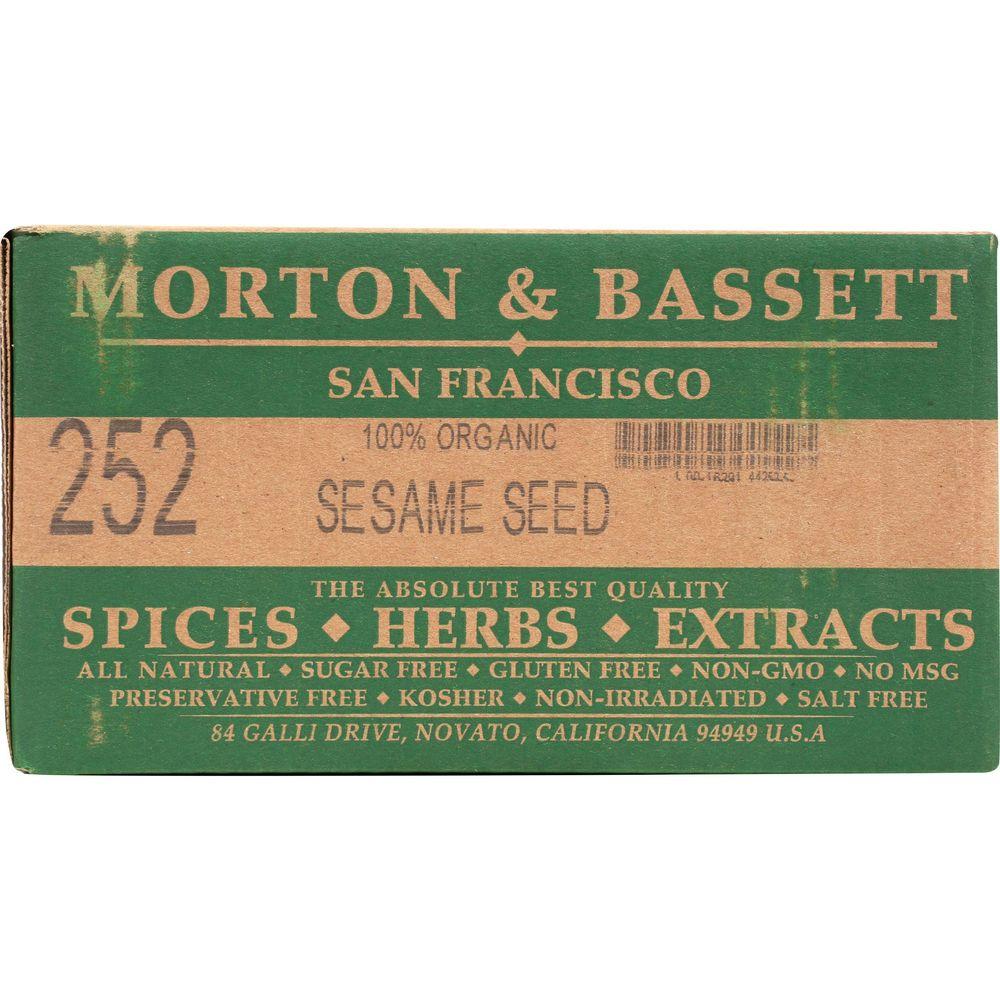 MORTON & BASSETT
SAN FRANCISCO
252
100% ORGANIC
SESAME SEED
THE ABSOLUTE BEST QUALITY
SPICES ◆ HERBS ◆ EXTRACTS
ALL NATURAL ◆ SUGAR FREE ◆ GLUTEN FREE ◆ NON-GMO ◆ NO MSG
PRESERVATIVE FREE ◆ KOSHER ◆ NON-IRRADIATED ◆ SALT FREE
84 GALLI DRIVE, NOVATO, CALIFORNIA 94949 U.S.A